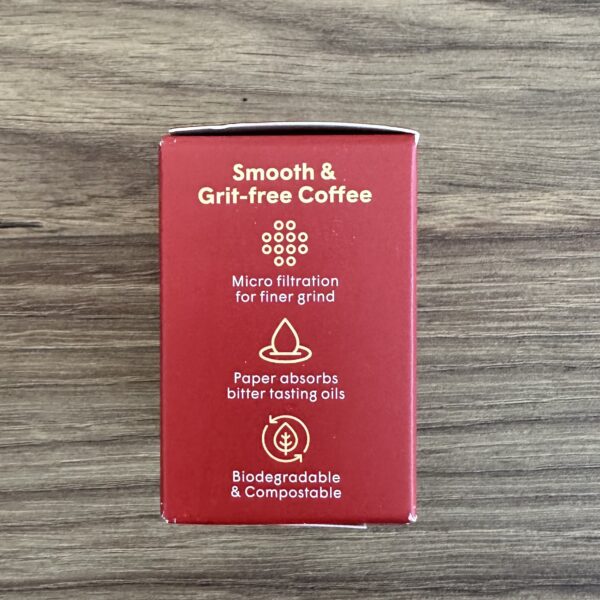 Smooth &
Grit-free Coffee
Micro filtration
for finer grind
Paper absorbs
bitter tasting oils
Biodegradable
& Compostable